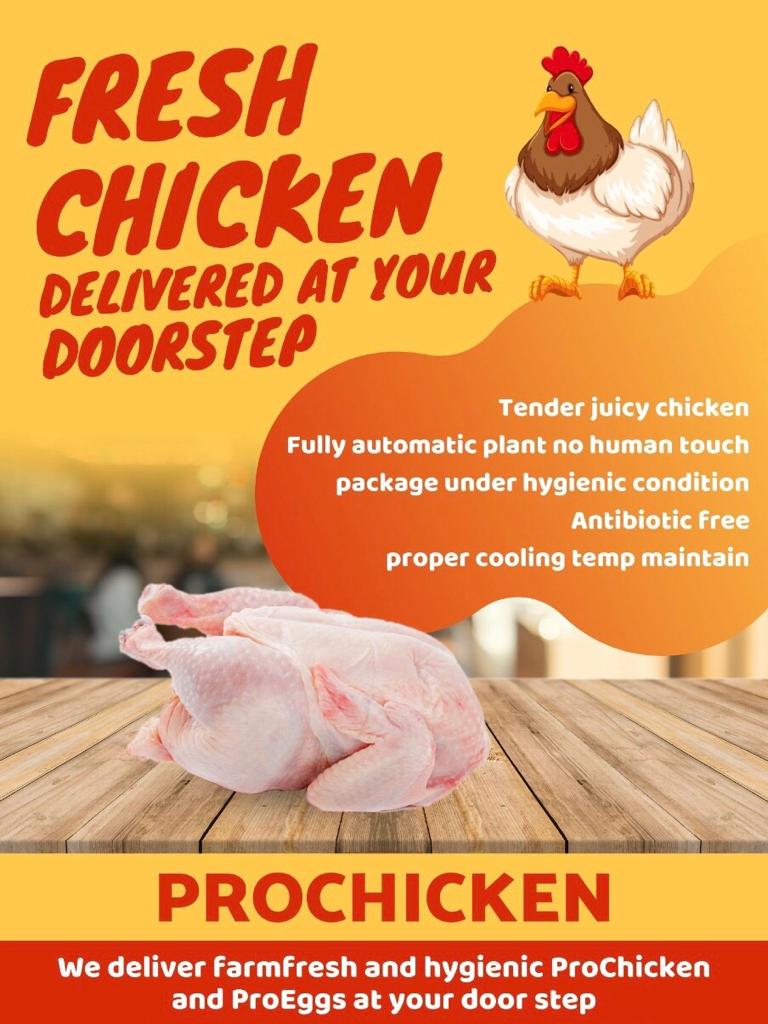 FRESH
CHICKEN
DELIVERED AT YOUR
DOORSTEP
Tender juicy chicken
Fully automatic plant no human touch
package under hygienic condition
Antibiotic free
proper cooling temp maintain
PROCHICKEN
We deliver farmfresh and hygienic ProChicken
and ProEggs at your door step